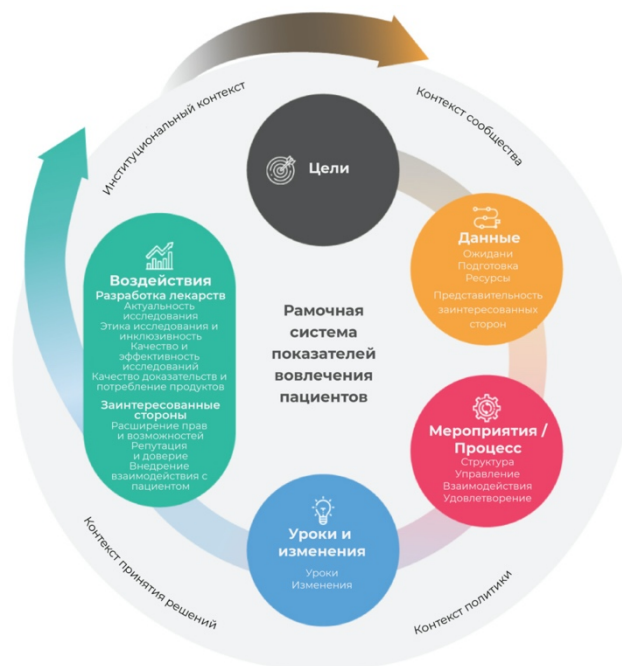 Институциональный контекст
Контекст сообщества
Цели
Данные
Ожидани
Подготовка
Ресурсы
Представительность
заинтересованных
сторон
Воздействия
Разработка лекарств
Актуальность
исследования
Этика исследования и
инклюзивность
Качество и
эффективность
исследований
Качество доказательств и
потребление продуктов
Заинтересованные
стороны
Расширение прав
и возможностей
Репутация
и доверие
Внедрение
взаимодействия с
пациентом
Рамочная
система
показателей
вовлечения
пациентов
Мероприятия /
Процесс
Структура
Управление
Взаимодействия
Удовлетворение
Уроки и
изменения
Уроки
Изменения
Контекст принятия решений
Контекст политики